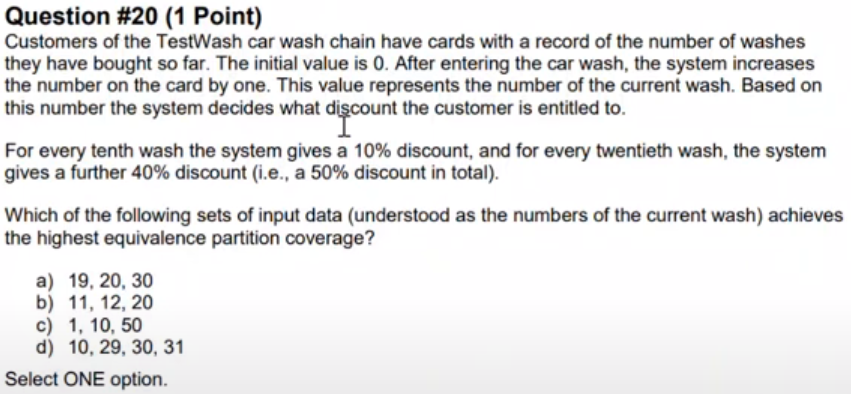 Question #20 (1 Point)
Customers of the TestWash car wash chain have cards with a record of the number of washes
they have bought so far. The initial value is 0. After entering the car wash, the system increases
the number on the card by one. This value represents the number of the current wash. Based on
this number the system decides what discount the customer is entitled to.
For every tenth wash the system gives a 10% discount, and for every twentieth wash, the system
gives a further 40% discount (i.e., a 50% discount in total).
Which of the following sets of input data (understood as the numbers of the current wash) achieves
the highest equivalence partition coverage?
a) 19, 20, 30
b) 11, 12, 20
c) 1, 10, 50
d) 10, 29, 30, 31
Select ONE option.